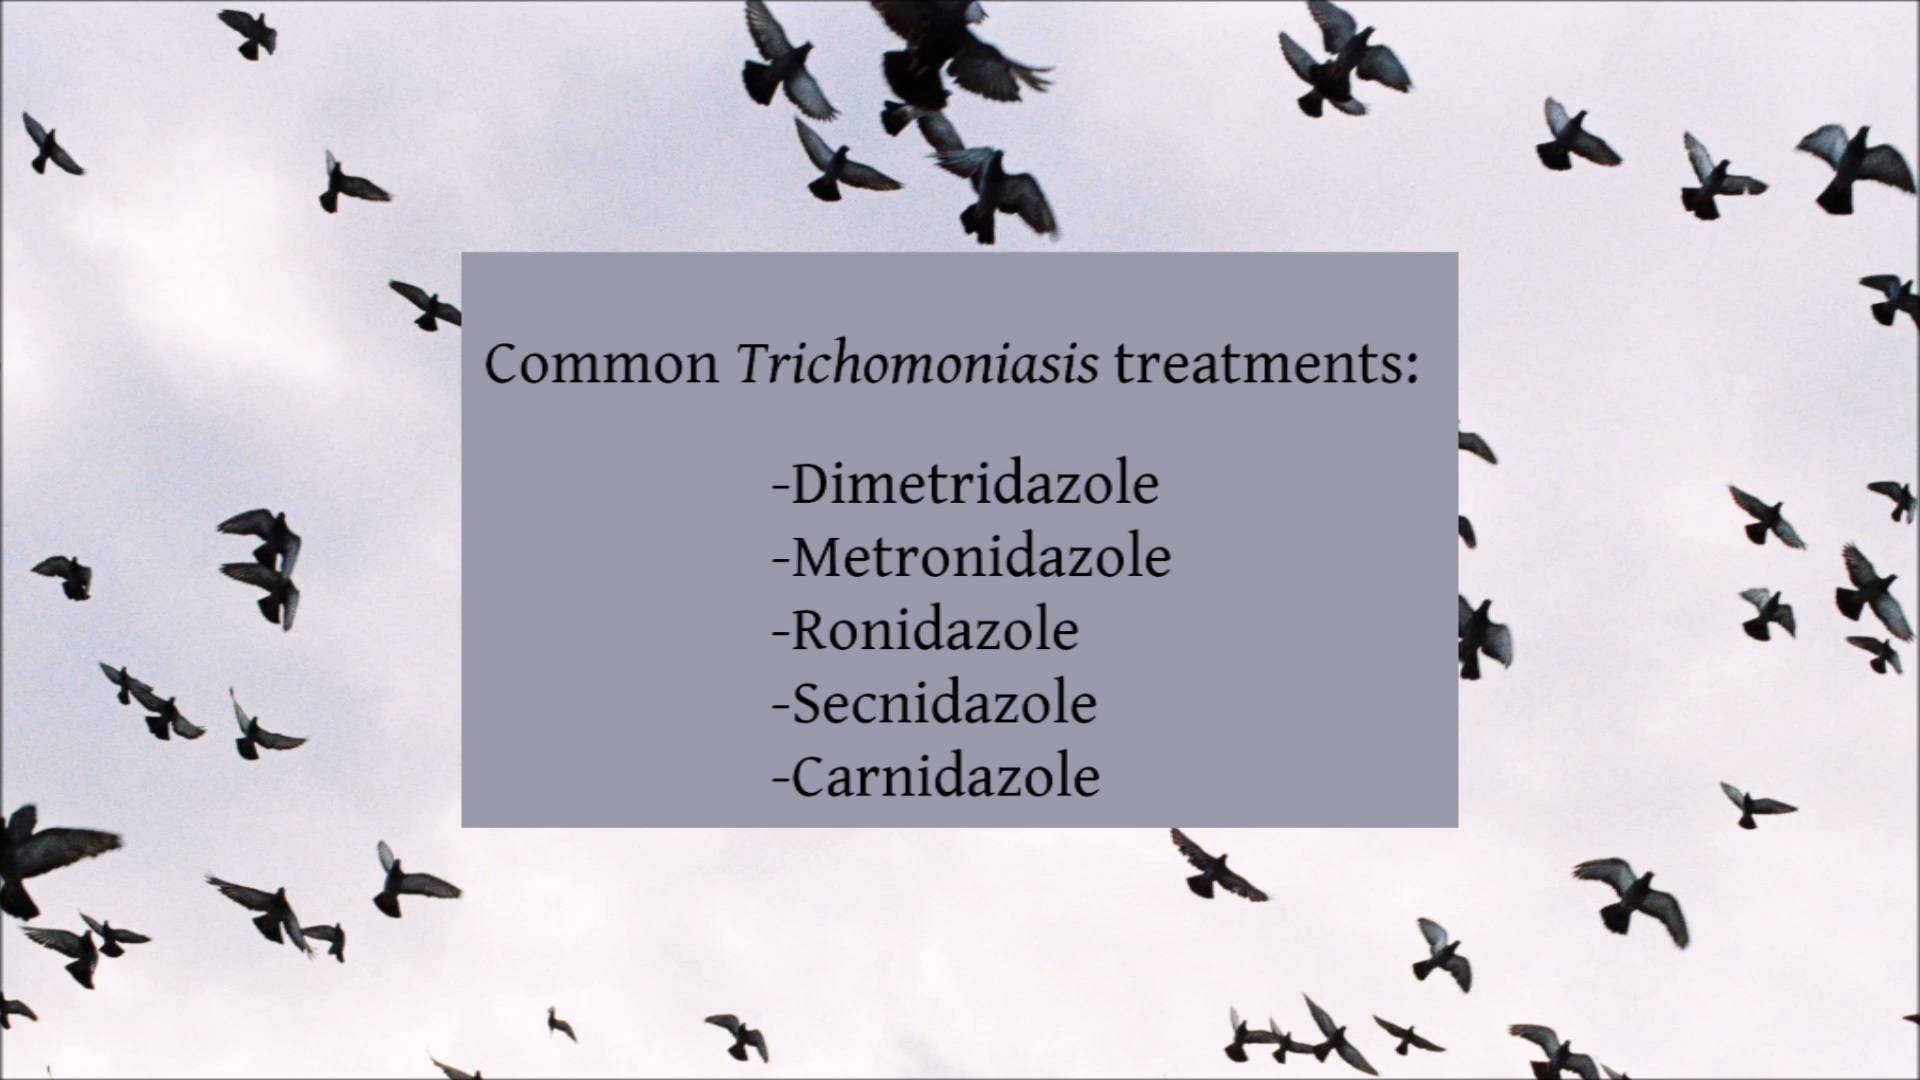 Common Trichomoniasis treatments:
-Dimetridazole
-Metronidazole
-Ronidazole
-Secnidazole
-Carnidazole